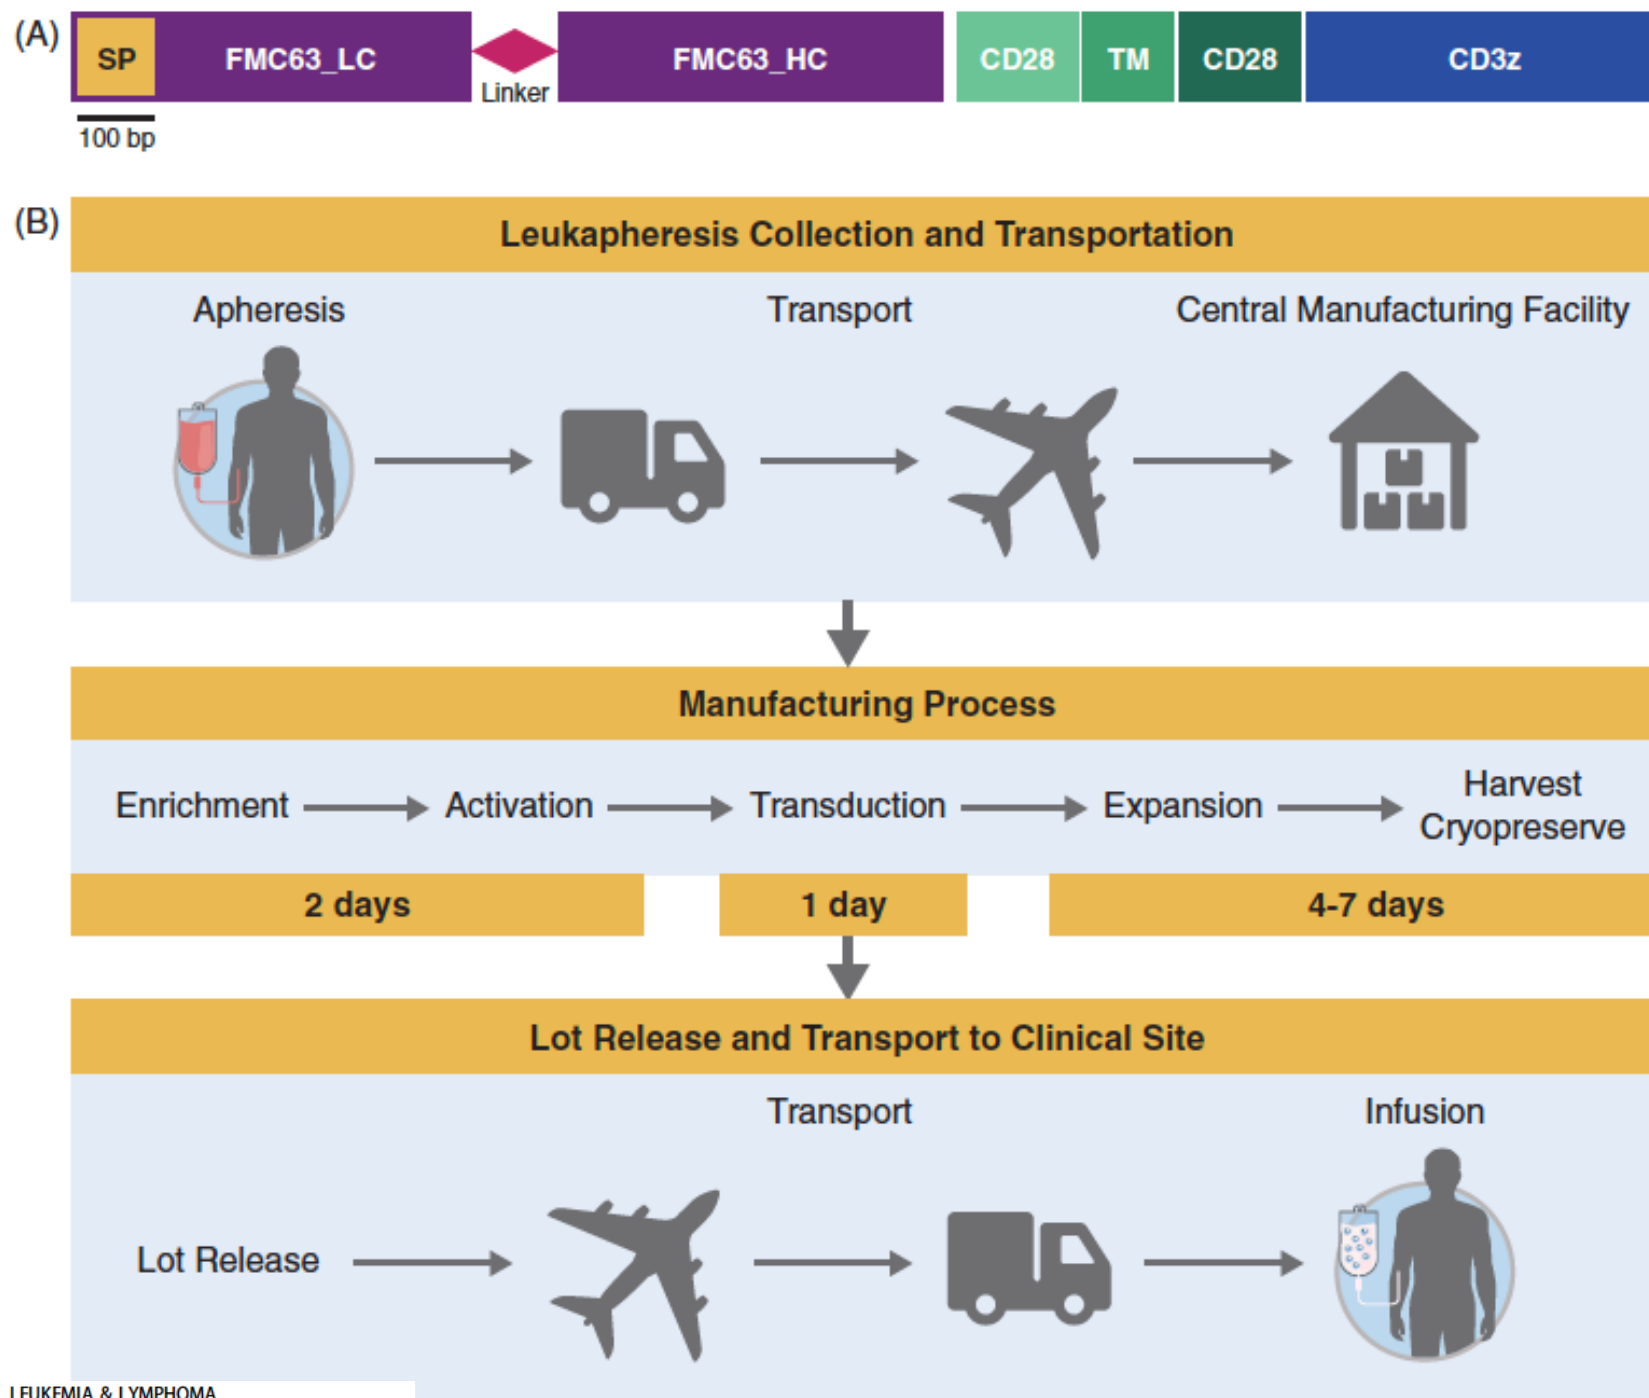 (A)
SP FMC63_LC Linker FMC63_HC CD28 TM CD28 CD3z
100 bp
(B)
Leukapheresis Collection and Transportation
Apheresis Transport Central Manufacturing Facility
Manufacturing Process
Enrichment Activation Transduction Expansion Harvest
Cryopreserve
2 days 1 day 4-7 days
Lot Release and Transport to Clinical Site
Transport Infusion
Lot Release
LEUKEMIA & LYMPHOMA